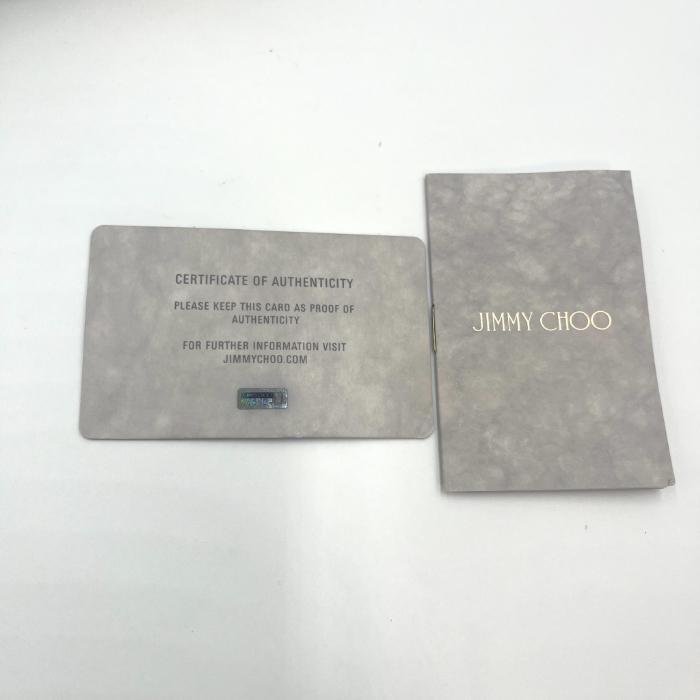 CERTIFICATE OF AUTHENTICITY
PLEASE KEEP THIS CARD AS PROOF OF
AUTHENTICITY
FOR FURTHER INFORMATION VISIT
JIMMYCHOO.COM
JIMMY CHOO